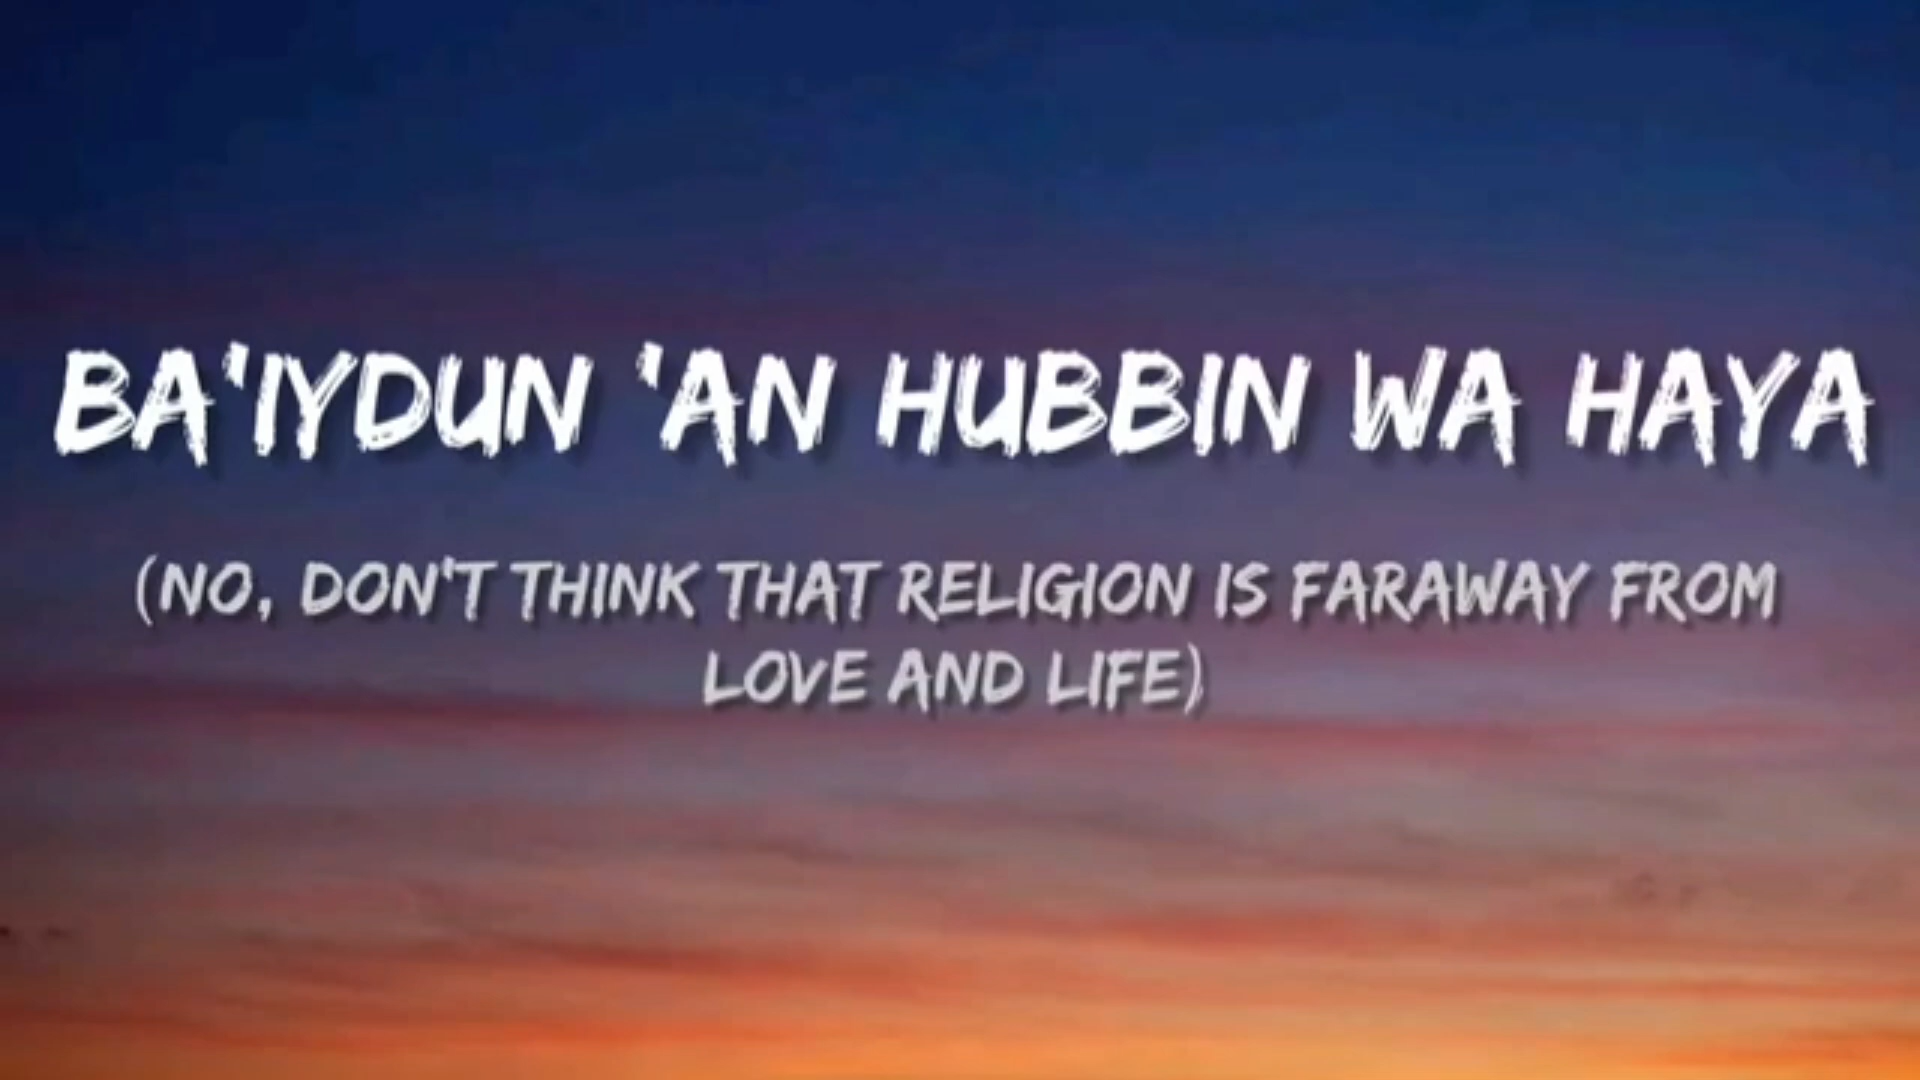 BA'IYDUN 'AN HUBBIN WA HAYA
(NO, DON'T THINK THAT RELIGION IS FARAWAY FROM
LOVE AND LIFE)